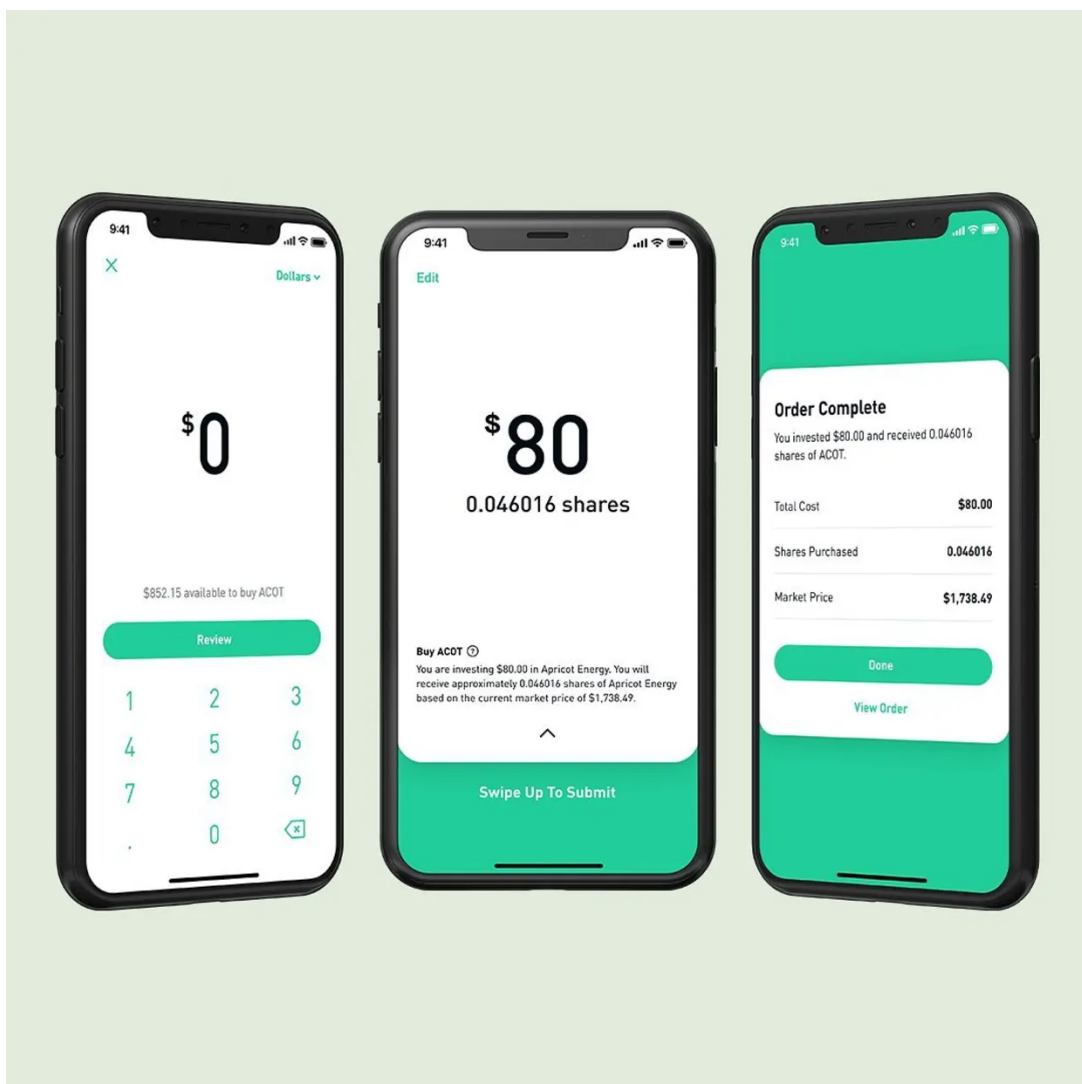 9:41
Dollars
$0
$852.15 available to buy ACOT
Review
1 2 3
4 5 6
7 8 9
. 0
9:41
Edit
$80
0.046016 shares
Buy ACOT
You are investing $80.00 in Apricot Energy. You will
receive approximately 0.046016 shares of Apricot Energy
based on the current market price of $1,738.49.
Swipe Up To Submit
9:41
Order Complete
You invested $80.00 and received 0.046016
shares of ACOT.
Total Cost $80.00
Shares Purchased 0.046016
Market Price $1,738.49
Done
View Order